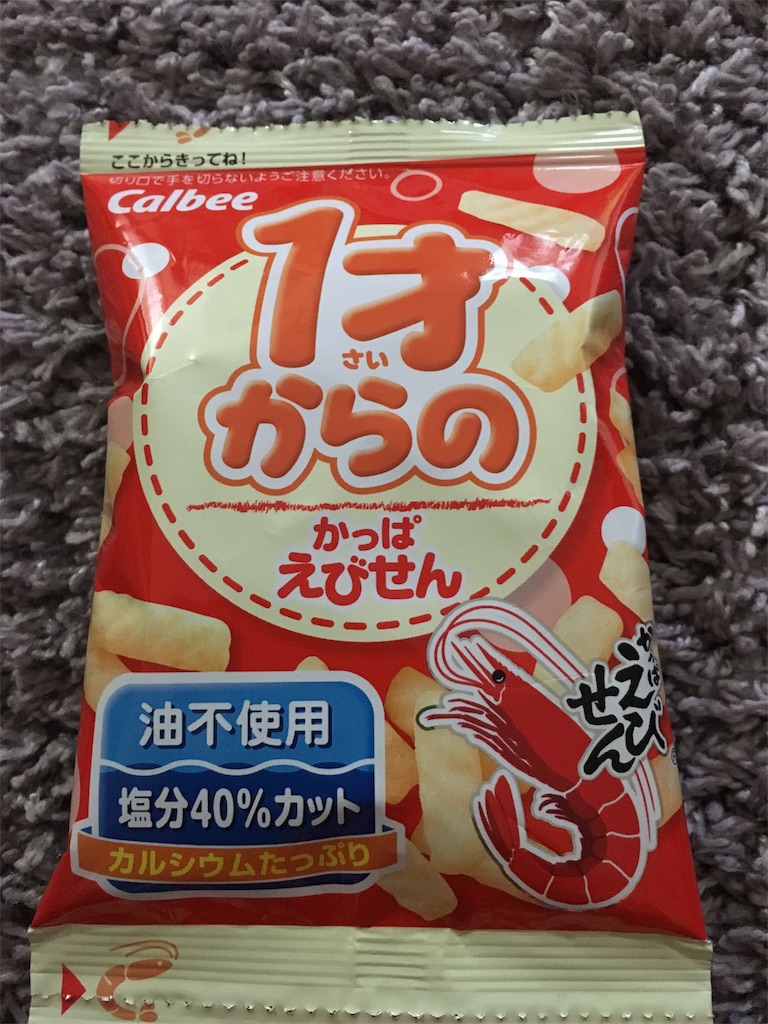 ここからきってね!
切り口で手を切らないようご注意ください。
Calbee
1才
さい
からの
かっぱ
えびせん
かっぱ
えび
せん
油不使用
塩分40%カット
カルシウムたっぷり